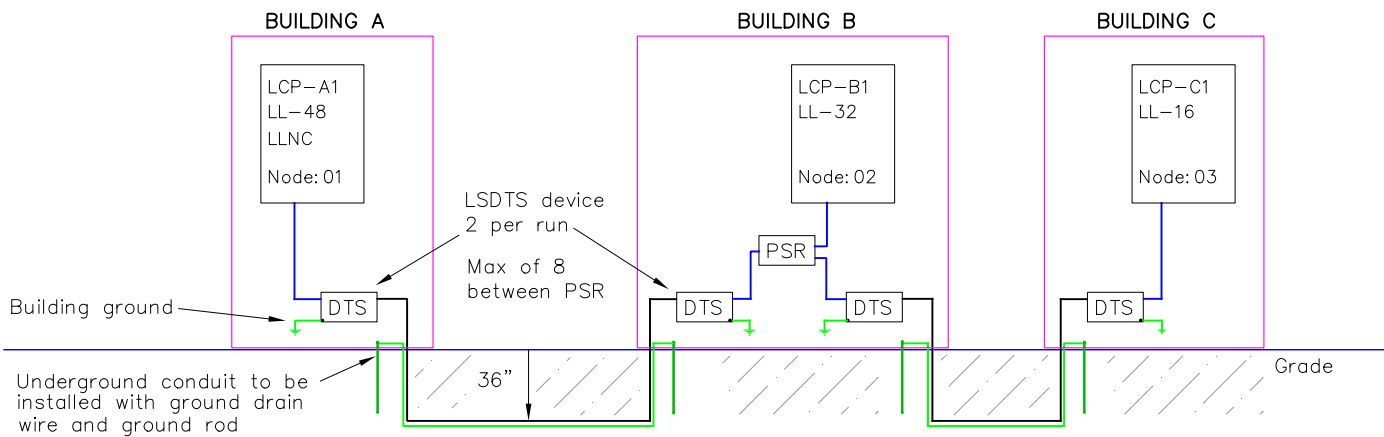 BUILDING A
BUILDING B
BUILDING C
LCP-A1
LL-48
LLNC
Node: 01
LCP-B1
LL-32
Node: 02
LCP-C1
LL-16
Node: 03
LSDTS device
2 per run
Max of 8
between PSR
PSR
DTS
DTS
DTS
DTS
Building ground
Underground conduit to be
installed with ground drain
wire and ground rod
36"
Grade